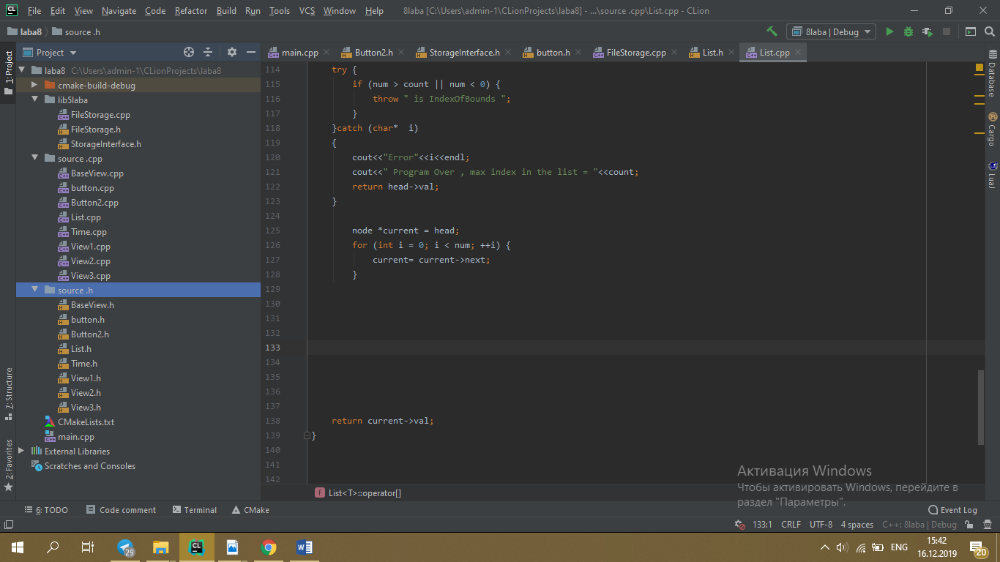 CL File Edit View Navigate Code Refactor Build Run Tools VCS Window Help 8laba [C:\Users\admin-1\CLionProjects\laba8] - ...\source .cpp\List.cpp - CLion
laba8 source .h 8laba | Debug
1: Project
Project
main.cpp Button2.h StorageInterface.h button.h FileStorage.cpp List.h List.cpp
laba8 C:\Users\admin-1\CLionProjects\laba8
cmake-build-debug
lib5laba
FileStorage.cpp
FileStorage.h
StorageInterface.h
source .cpp
BaseView.cpp
button.cpp
Button2.cpp
List.cpp
Time.cpp
View1.cpp
View2.cpp
View3.cpp
source .h
BaseView.h
button.h
Button2.h
List.h
Time.h
View1.h
View2.h
View3.h
CMakeLists.txt
main.cpp
External Libraries
Scratches and Consoles
7: Structure
2: Favorites
114 try {
115 if (num > count || num < 0) {
116 throw " is IndexOfBounds ";
117 }
118 }catch (char*  i)
119 {
120 cout<<"Error"<<i<<endl;
121 cout<<" Program Over , max index in the list = "<<count;
122 return head->val;
123 }
124
125 node *current = head;
126 for (int i = 0; i < num; ++i) {
127 current= current->next;
128 }
129
130
131
132
133
134
135
136
137
138 return current->val;
139 }
140
141
142
List<T>::operator[]
Database
Cargo
LuaJ
Активация Windows
Чтобы активировать Windows, перейдите в
раздел "Параметры".
6: TODO Code comment Terminal CMake Event Log
133:1 CRLF UTF-8 4 spaces C++: 8laba | Debug
29 CL W ENG 15:42
16.12.2019 20